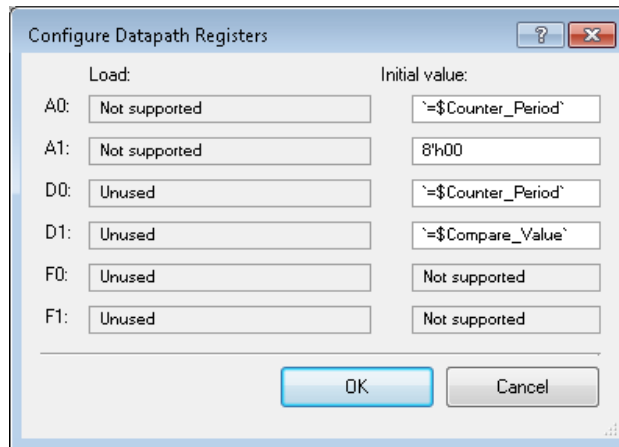 Configure Datapath Registers
Load: Initial value:
A0: Not supported `=$Counter_Period`
A1: Not supported 8'h00
D0: Unused `=$Counter_Period`
D1: Unused `=$Compare_Value`
F0: Unused Not supported
F1: Unused Not supported
OK Cancel